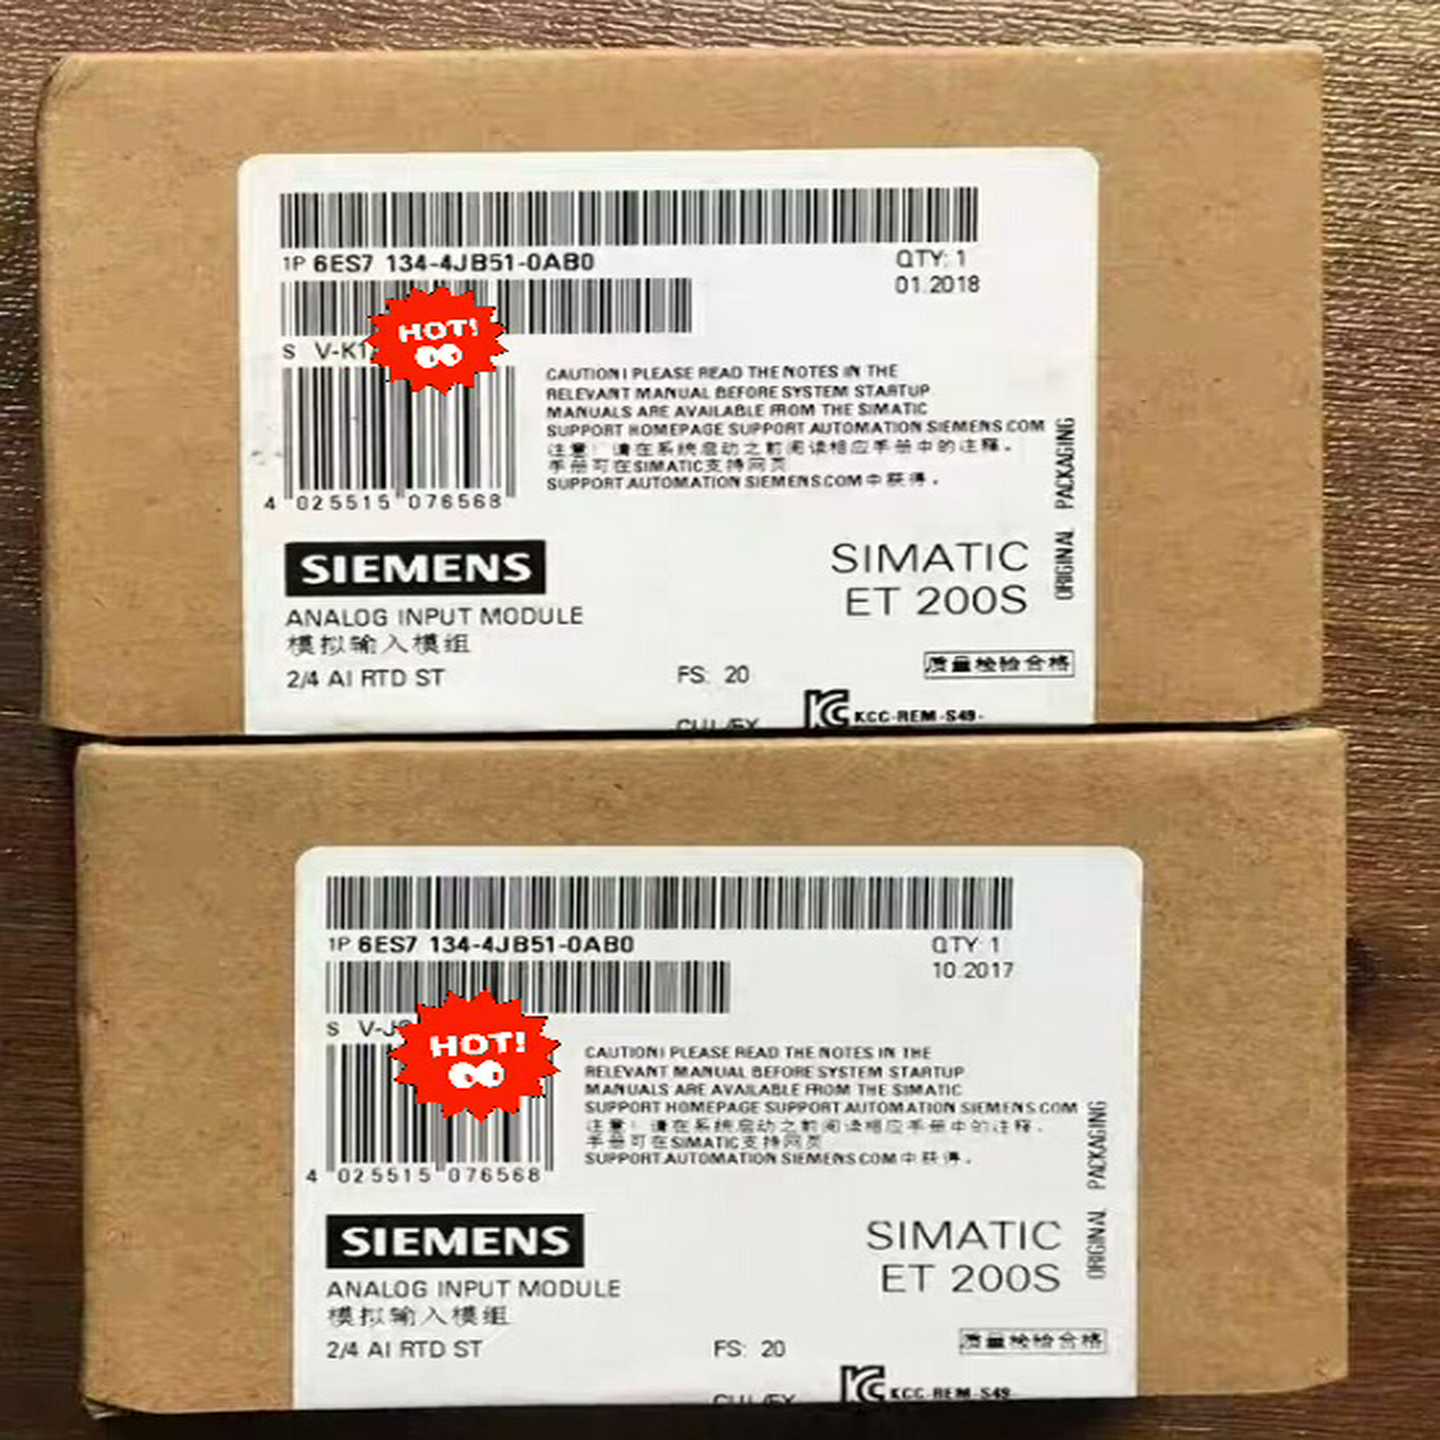 1P 6ES7 134-4JB51-0AB0
QTY: 1
01.2018
S V-K1
HOT!
CAUTION! PLEASE READ THE NOTES IN THE
RELEVANT MANUAL BEFORE SYSTEM STARTUP
MANUALS ARE AVAILABLE FROM THE SIMATIC
SUPPORT HOMEPAGE SUPPORT AUTOMATION SIEMENS.COM
注意！请在系统启动之前阅读相应手册中的注释。
手册可在SIMATIC支持网页
SUPPORT.AUTOMATION SIEMENS.COM 中获得。
4 025515 076568
ORIGINAL PACKAGING
SIEMENS
SIMATIC
ET 200S
ANALOG INPUT MODULE
模拟输入模组
2/4 AI RTD ST
FS: 20
质量检验合格
KCC-REM-S49-
1P 6ES7 134-4JB51-0AB0
QTY: 1
10.2017
S V-J
HOT!
CAUTION! PLEASE READ THE NOTES IN THE
RELEVANT MANUAL BEFORE SYSTEM STARTUP
MANUALS ARE AVAILABLE FROM THE SIMATIC
SUPPORT HOMEPAGE SUPPORT AUTOMATION SIEMENS.COM
注意！请在系统启动之前阅读相应手册中的注释。
手册可在SIMATIC支持网页
SUPPORT.AUTOMATION SIEMENS.COM 中获得。
4 025515 076568
ORIGINAL PACKAGING
SIEMENS
SIMATIC
ET 200S
ANALOG INPUT MODULE
模拟输入模组
2/4 AI RTD ST
FS: 20
质量检验合格
KCC-REM-S49-